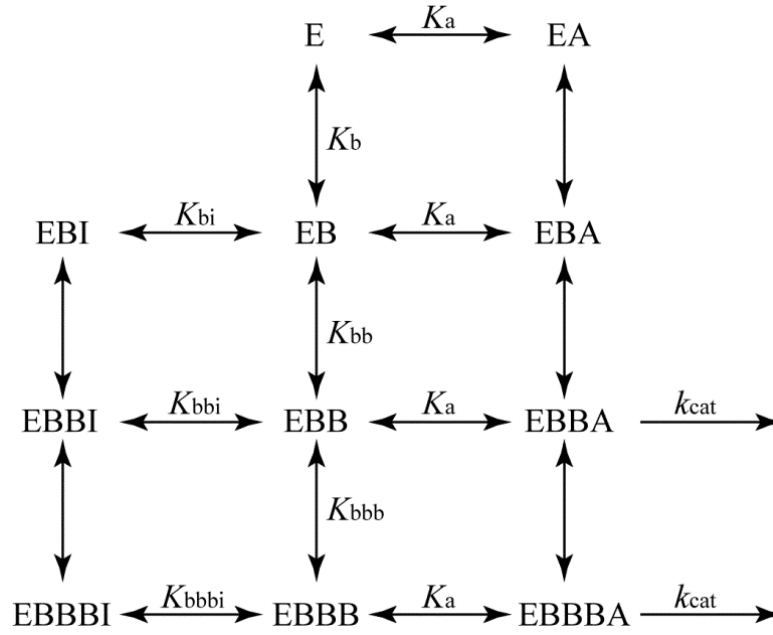 E Ka EA
Kb
EBI Kbi EB Ka EBA
Kbb
EBBI Kbbi EBB Ka EBBA kcat
Kbbb
EBBBI Kbbbi EBBB Ka EBBBA kcat